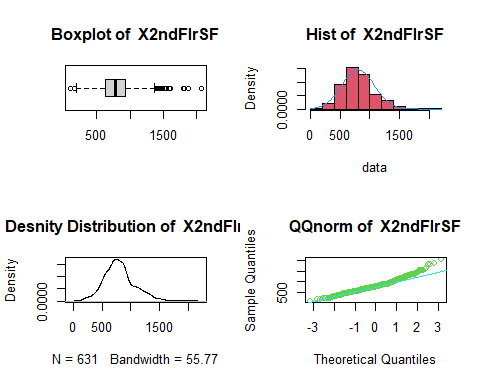 Boxplot of X2ndFlrSF
500 1500
Hist of X2ndFlrSF
Density
0.0000
0 500 1500
data
Desnity Distribution of X2ndFl
Density
0.0000
0 500 1500
N = 631 Bandwidth = 55.77
QQnorm of X2ndFlrSF
Sample Quantiles
500
-3 -1 0 1 2 3
Theoretical Quantiles